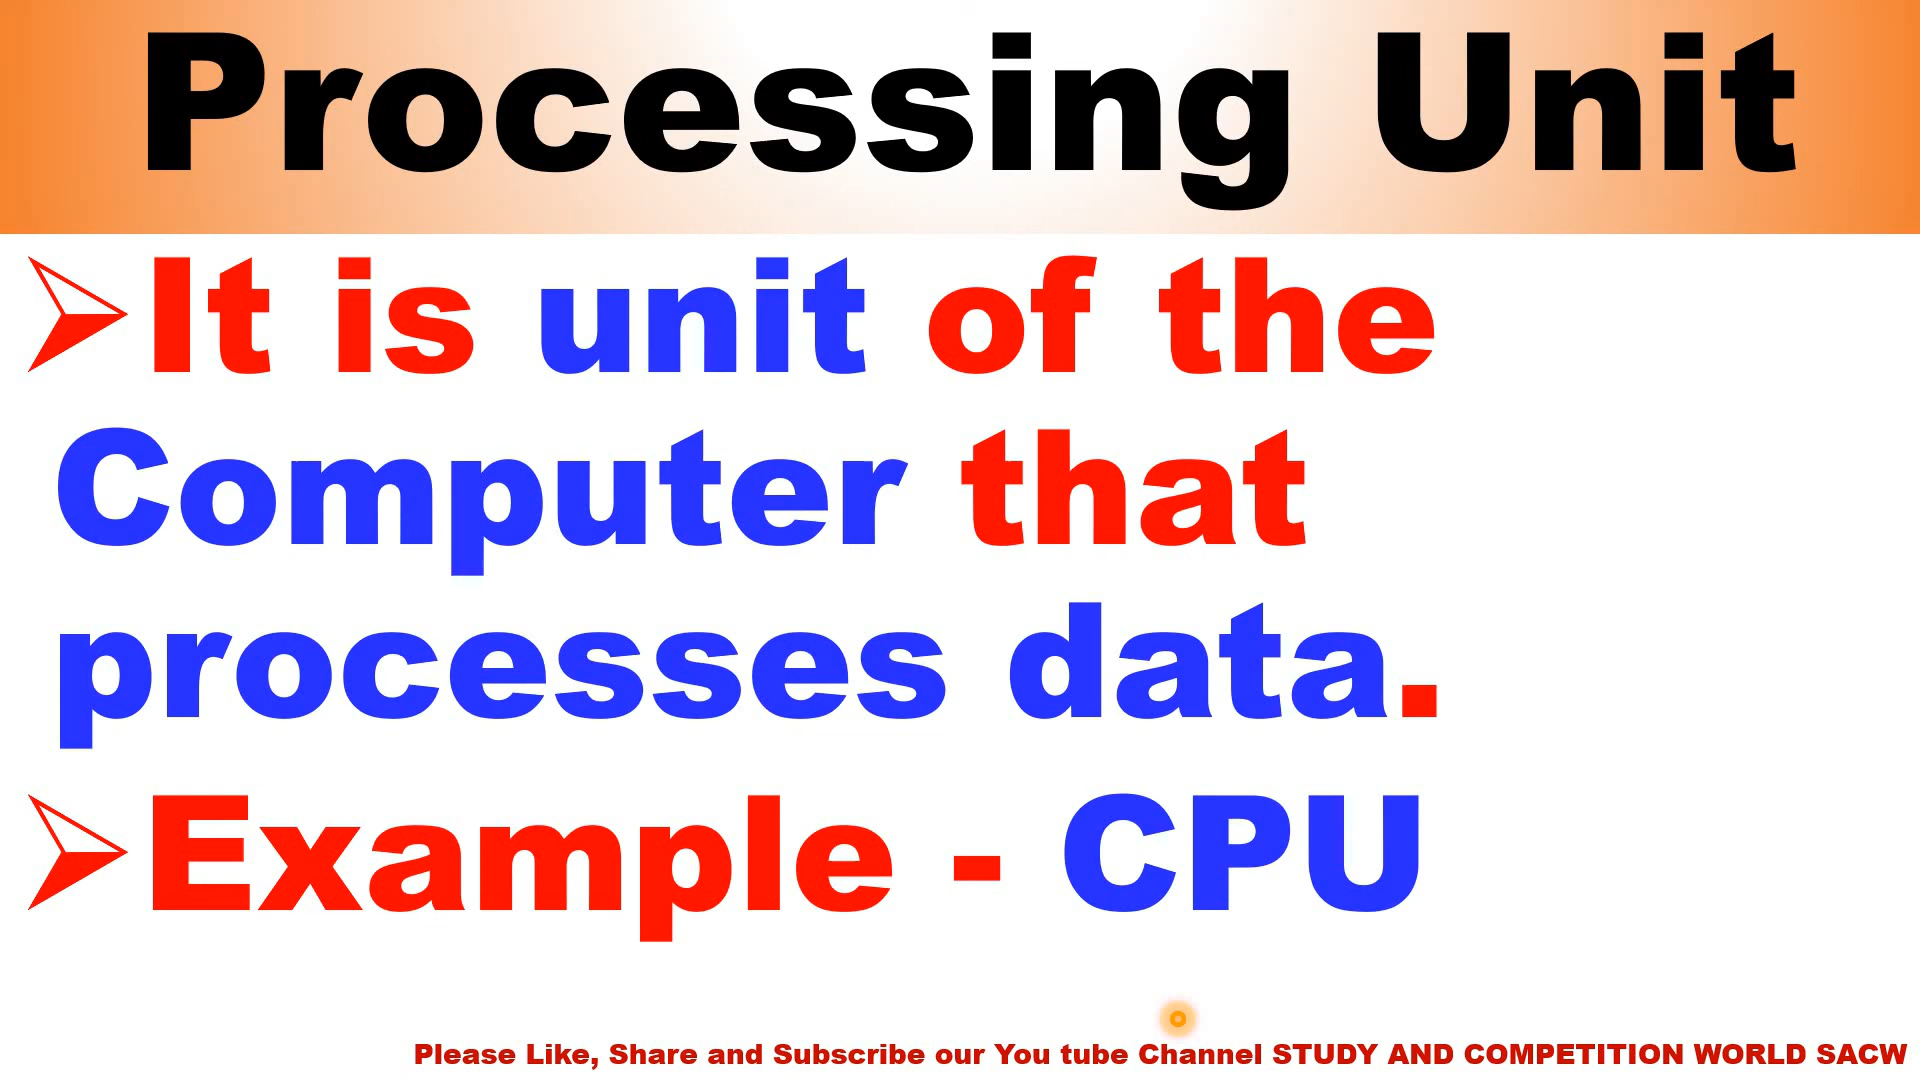 Processing Unit
➢It is unit of the
Computer that
processes data.
➢Example - CPU
Please Like, Share and Subscribe our You tube Channel STUDY AND COMPETITION WORLD SACW